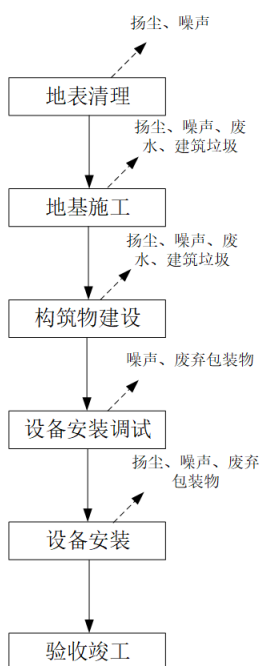 扬尘、噪声
地表清理
扬尘、噪声、废
水、建筑垃圾
地基施工
扬尘、噪声、废
水、建筑垃圾
构筑物建设
噪声、废弃包装物
设备安装调试
扬尘、噪声、废弃
包装物
设备安装
验收竣工